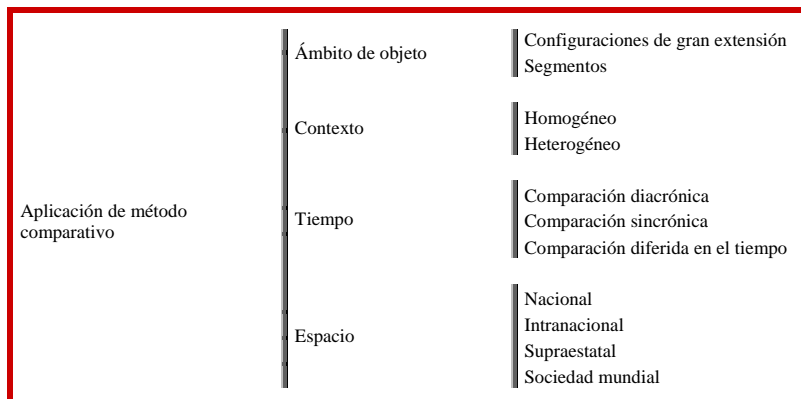 Ámbito de objeto
Configuraciones de gran extensión
Segmentos
Contexto
Homogéneo
Heterogéneo
Aplicación de método
comparativo
Tiempo
Comparación diacrónica
Comparación sincrónica
Comparación diferida en el tiempo
Espacio
Nacional
Intranacional
Supraestatal
Sociedad mundial